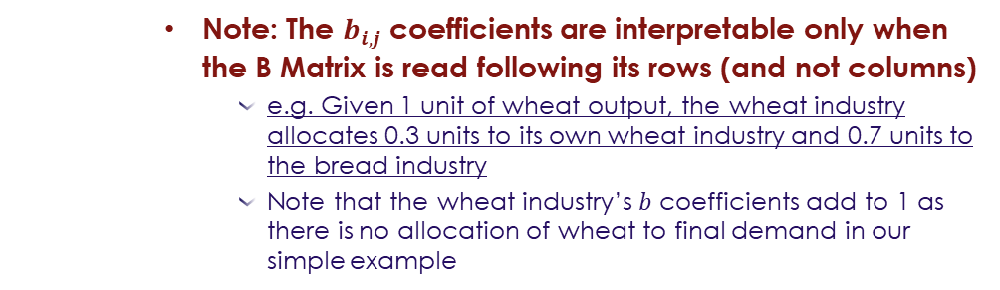 • Note: The b_{i,j} coefficients are interpretable only when
the B Matrix is read following its rows (and not columns)
e.g. Given 1 unit of wheat output, the wheat industry
allocates 0.3 units to its own wheat industry and 0.7 units to
the bread industry
Note that the wheat industry’s b coefficients add to 1 as
there is no allocation of wheat to final demand in our
simple example